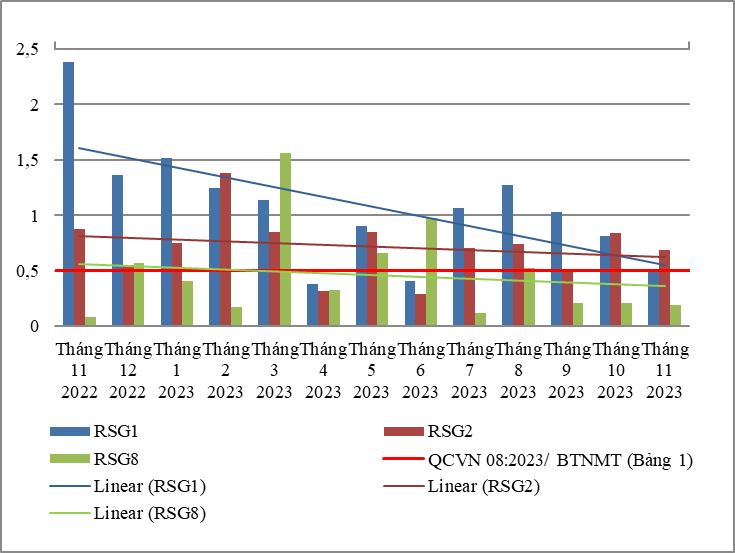 2,5
2
1,5
1
0,5
0
Tháng 11 2022
Tháng 12 2022
Tháng 1 2023
Tháng 2 2023
Tháng 3 2023
Tháng 4 2023
Tháng 5 2023
Tháng 6 2023
Tháng 7 2023
Tháng 8 2023
Tháng 9 2023
Tháng 10 2023
Tháng 11 2023
RSG1
RSG2
RSG8
QCVN 08:2023/ BTNMT (Bảng 1)
Linear (RSG1)
Linear (RSG2)
Linear (RSG8)